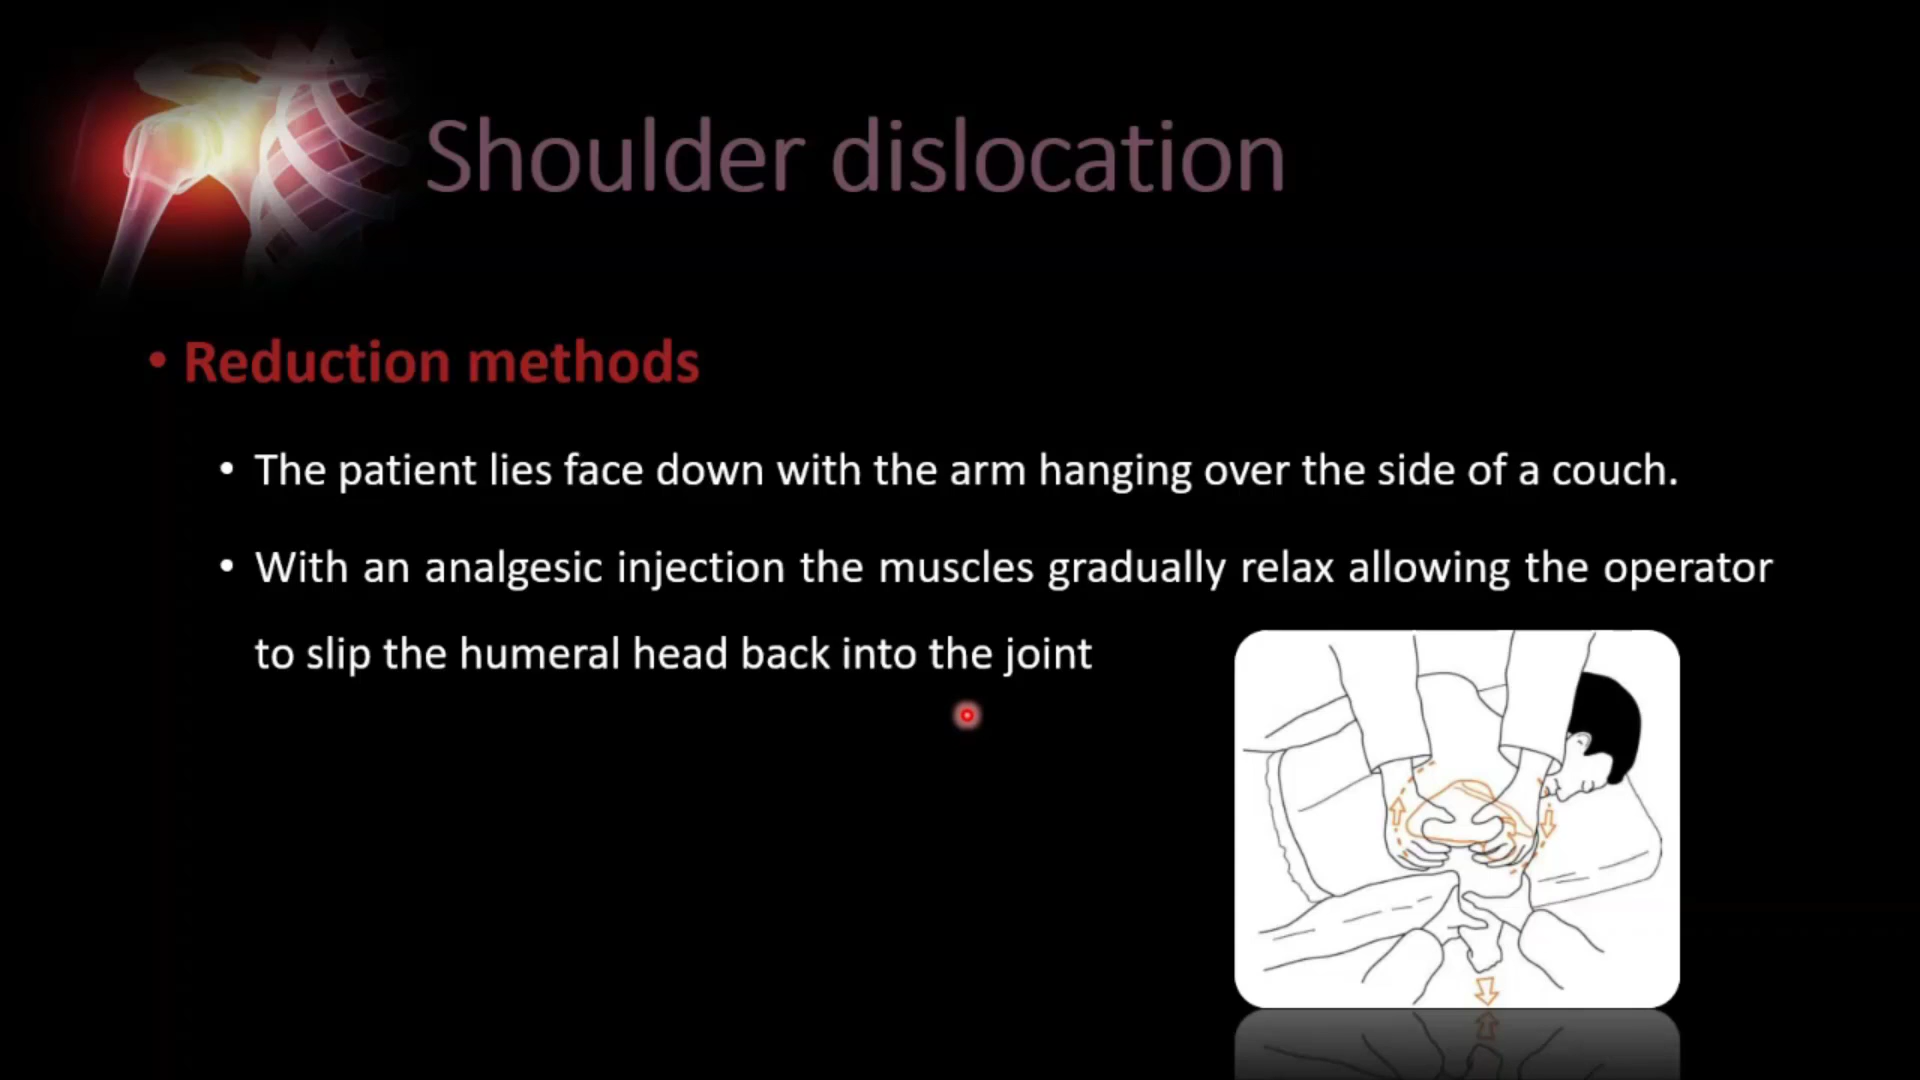 Shoulder dislocation
• Reduction methods
• The patient lies face down with the arm hanging over the side of a couch.
• With an analgesic injection the muscles gradually relax allowing the operator
to slip the humeral head back into the joint